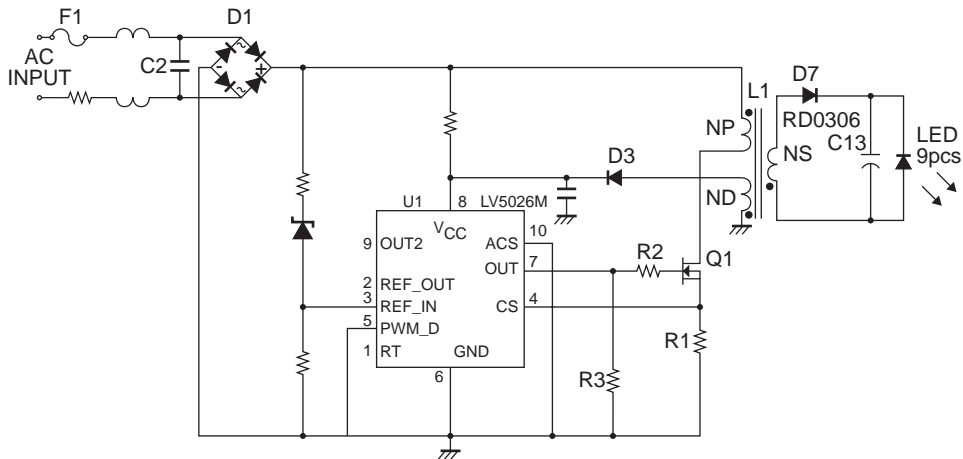 F1
D1
AC
INPUT
C2
~
-
+
~
D7
L1
RD0306
NP
C13
LED
9pcs
NS
D3
ND
U1
8
LV5026M
VCC
10
9
OUT2
ACS
7
OUT
R2
Q1
2
REF_OUT
3
REF_IN
4
CS
5
PWM_D
R1
1
RT
GND
6
R3